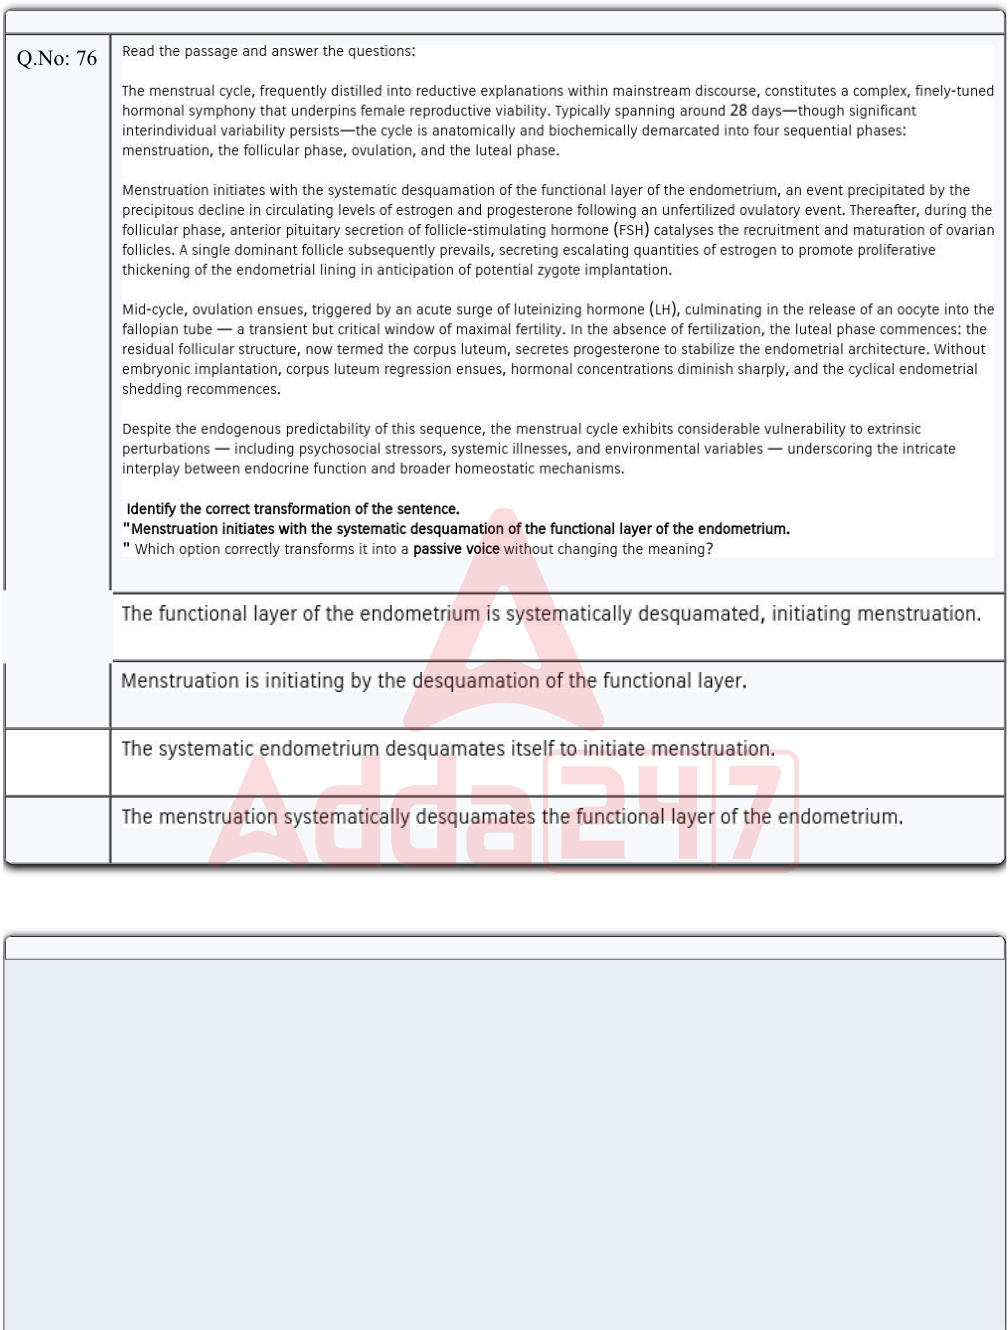 Q.No: 76
Read the passage and answer the questions:
The menstrual cycle, frequently distilled into reductive explanations within mainstream discourse, constitutes a complex, finely-tuned
hormonal symphony that underpins female reproductive viability. Typically spanning around 28 days—though significant
interindividual variability persists—the cycle is anatomically and biochemically demarcated into four sequential phases:
menstruation, the follicular phase, ovulation, and the luteal phase.
Menstruation initiates with the systematic desquamation of the functional layer of the endometrium, an event precipitated by the
precipitous decline in circulating levels of estrogen and progesterone following an unfertilized ovulatory event. Thereafter, during the
follicular phase, anterior pituitary secretion of follicle-stimulating hormone (FSH) catalyses the recruitment and maturation of ovarian
follicles. A single dominant follicle subsequently prevails, secreting escalating quantities of estrogen to promote proliferative
thickening of the endometrial lining in anticipation of potential zygote implantation.
Mid-cycle, ovulation ensues, triggered by an acute surge of luteinizing hormone (LH), culminating in the release of an oocyte into the
fallopian tube — a transient but critical window of maximal fertility. In the absence of fertilization, the luteal phase commences: the
residual follicular structure, now termed the corpus luteum, secretes progesterone to stabilize the endometrial architecture. Without
embryonic implantation, corpus luteum regression ensues, hormonal concentrations diminish sharply, and the cyclical endometrial
shedding recommences.
Despite the endogenous predictability of this sequence, the menstrual cycle exhibits considerable vulnerability to extrinsic
perturbations — including psychosocial stressors, systemic illnesses, and environmental variables — underscoring the intricate
interplay between endocrine function and broader homeostatic mechanisms.
Identify the correct transformation of the sentence.
"Menstruation initiates with the systematic desquamation of the functional layer of the endometrium.
" Which option correctly transforms it into a passive voice without changing the meaning?
The functional layer of the endometrium is systematically desquamated, initiating menstruation.
Menstruation is initiating by the desquamation of the functional layer.
The systematic endometrium desquamates itself to initiate menstruation.
The menstruation systematically desquamates the functional layer of the endometrium.
Adda247